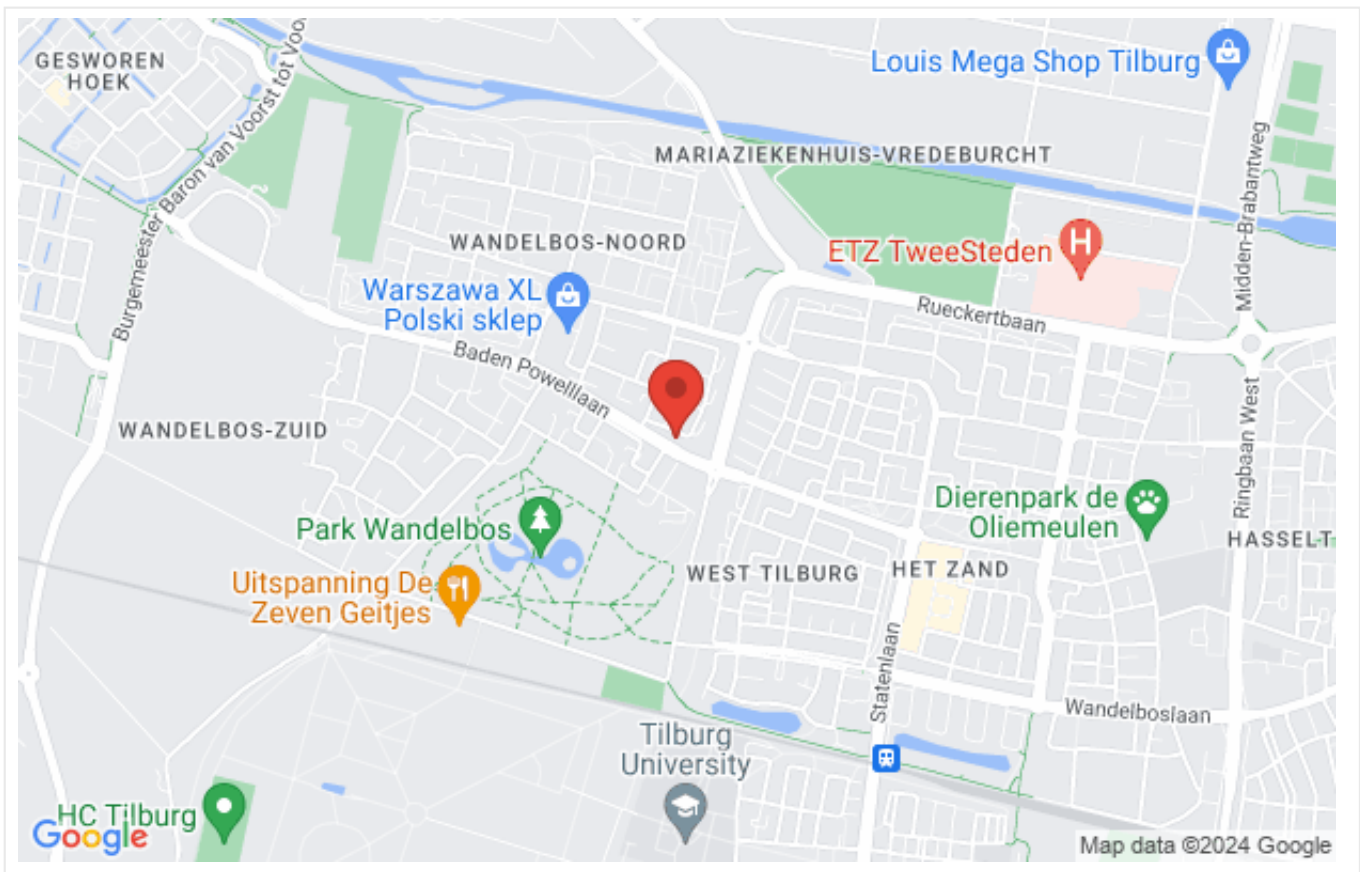 GESWOREN
HOEK
Burgemeester Baron van Voorst tot Voo
Louis Mega Shop Tilburg
MARIAZIEKENHUIS-VREDEBURCHT
Midden-Brabantweg
WANDELBOS-NOORD
ETZ TweeSteden
H
Warszawa XL
Polski sklep
Rueckertbaan
Baden Powelllaan
WANDELBOS-ZUID
Ringbaan West
Dierenpark de
Oliemeulen
HASSELT
Park Wandelbos
WEST TILBURG
HET ZAND
Uitspanning De
Zeven Geitjes
Statenlaan
Wandelboslaan
Tilburg
University
HC Tilburg
Google
Map data ©2024 Google